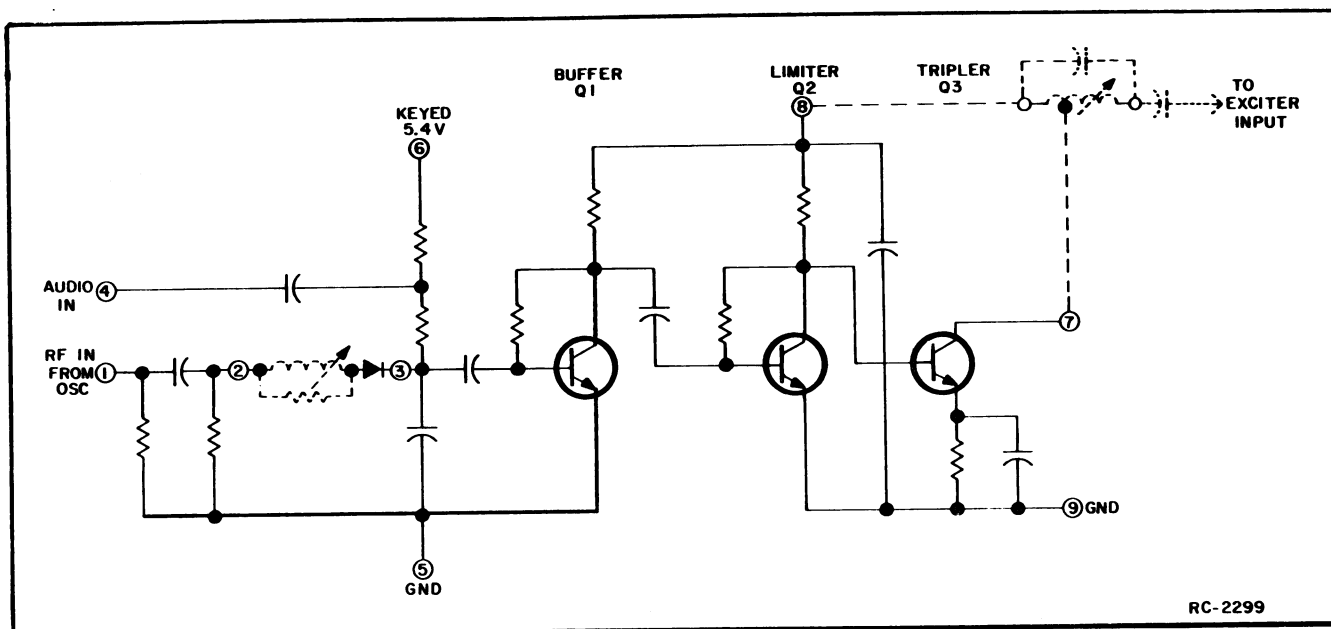 BUFFER
Q1
LIMITER
Q2
8
TRIPLER
Q3
TO
EXCITER
INPUT
KEYED
5.4V
6
AUDIO 4
IN
RF IN
FROM 1
OSC
2
3
7
5
GND
9 GND
RC-2299